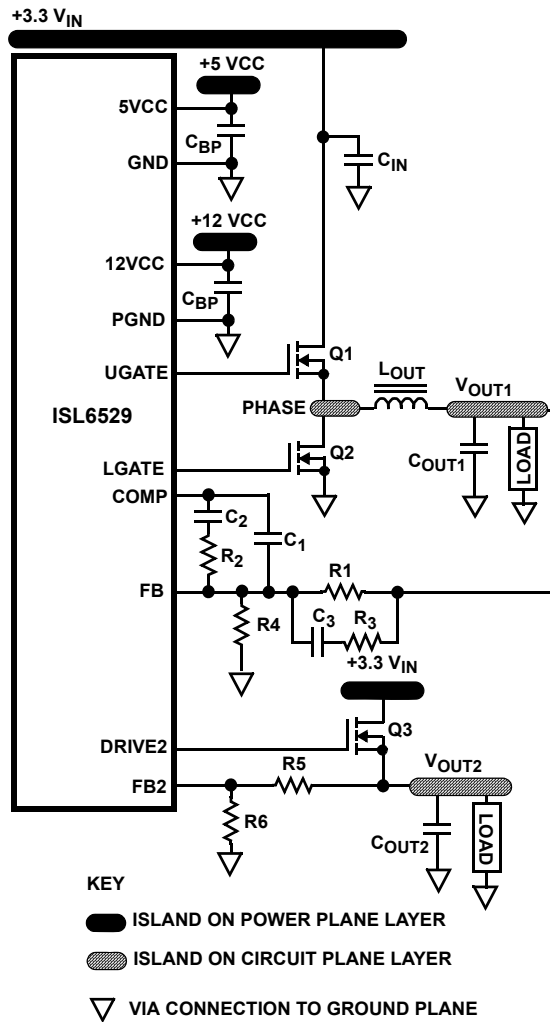 +3.3 VIN
+5 VCC
5VCC
CBP
GND
CIN
+12 VCC
12VCC
CBP
PGND
Q1
UGATE
LOUT
VOUT1
PHASE
ISL6529
Q2
COUT1
LOAD
LGATE
COMP
C2
C1
R2
FB
R1
R4
C3
R3
+3.3 VIN
Q3
DRIVE2
VOUT2
R5
FB2
R6
COUT2
LOAD
KEY
ISLAND ON POWER PLANE LAYER
ISLAND ON CIRCUIT PLANE LAYER
VIA CONNECTION TO GROUND PLANE